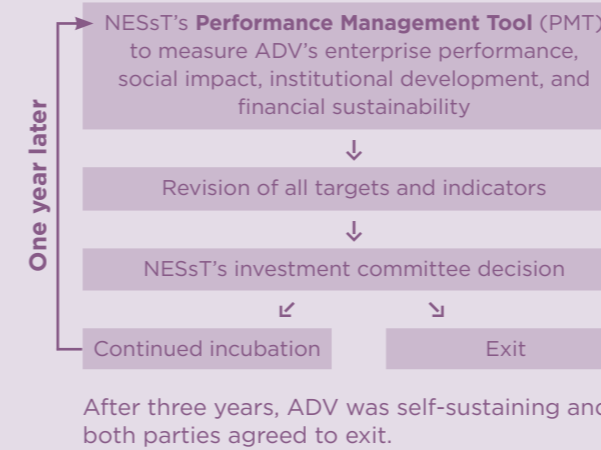 NESsT's Performance Management Tool (PMT)
to measure ADV's enterprise performance,
social impact, institutional development, and
financial sustainability
One year later
Revision of all targets and indicators
NESsT's investment committee decision
Continued incubation
Exit
After three years, ADV was self-sustaining and
both parties agreed to exit.